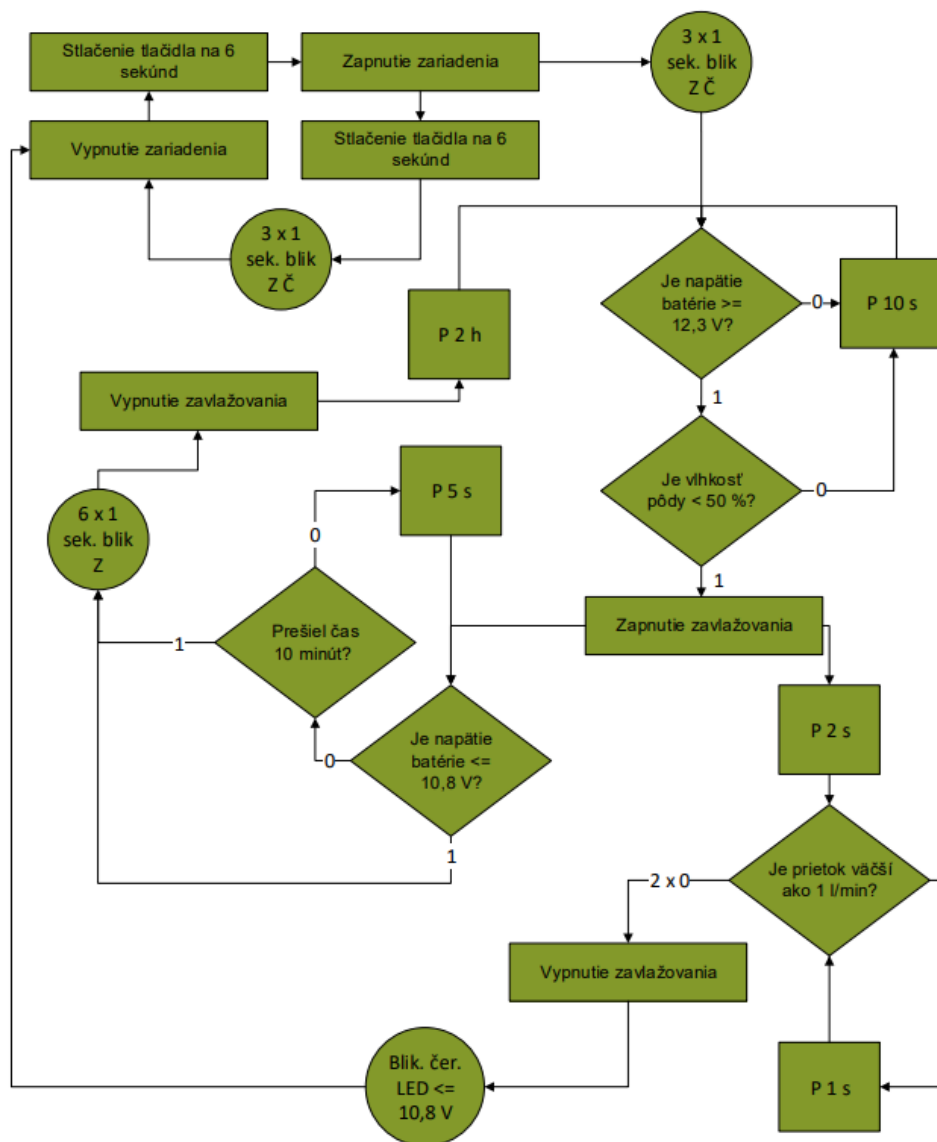 Stlačenie tlačidla na 6
sekúnd
Zapnutie zariadenia
3 x 1
sek. blik
Z Č
Vypnutie zariadenia
Stlačenie tlačidla na 6
sekúnd
3 x 1
sek. blik
Z Č
Je napätie
batérie >=
12,3 V?
0
P 10 s
P 2 h
1
Vypnutie zavlažovania
Je vlhkosť
pôdy < 50 %?
0
P 5 s
6 x 1
sek. blik
Z
0
1
Prešiel čas
10 minút?
1
Zapnutie zavlažovania
Je napätie
batérie <=
10,8 V?
0
P 2 s
1
Je prietok väčší
ako 1 l/min?
2 x 0
Vypnutie zavlažovania
Blik. čer.
LED <=
10,8 V
P 1 s